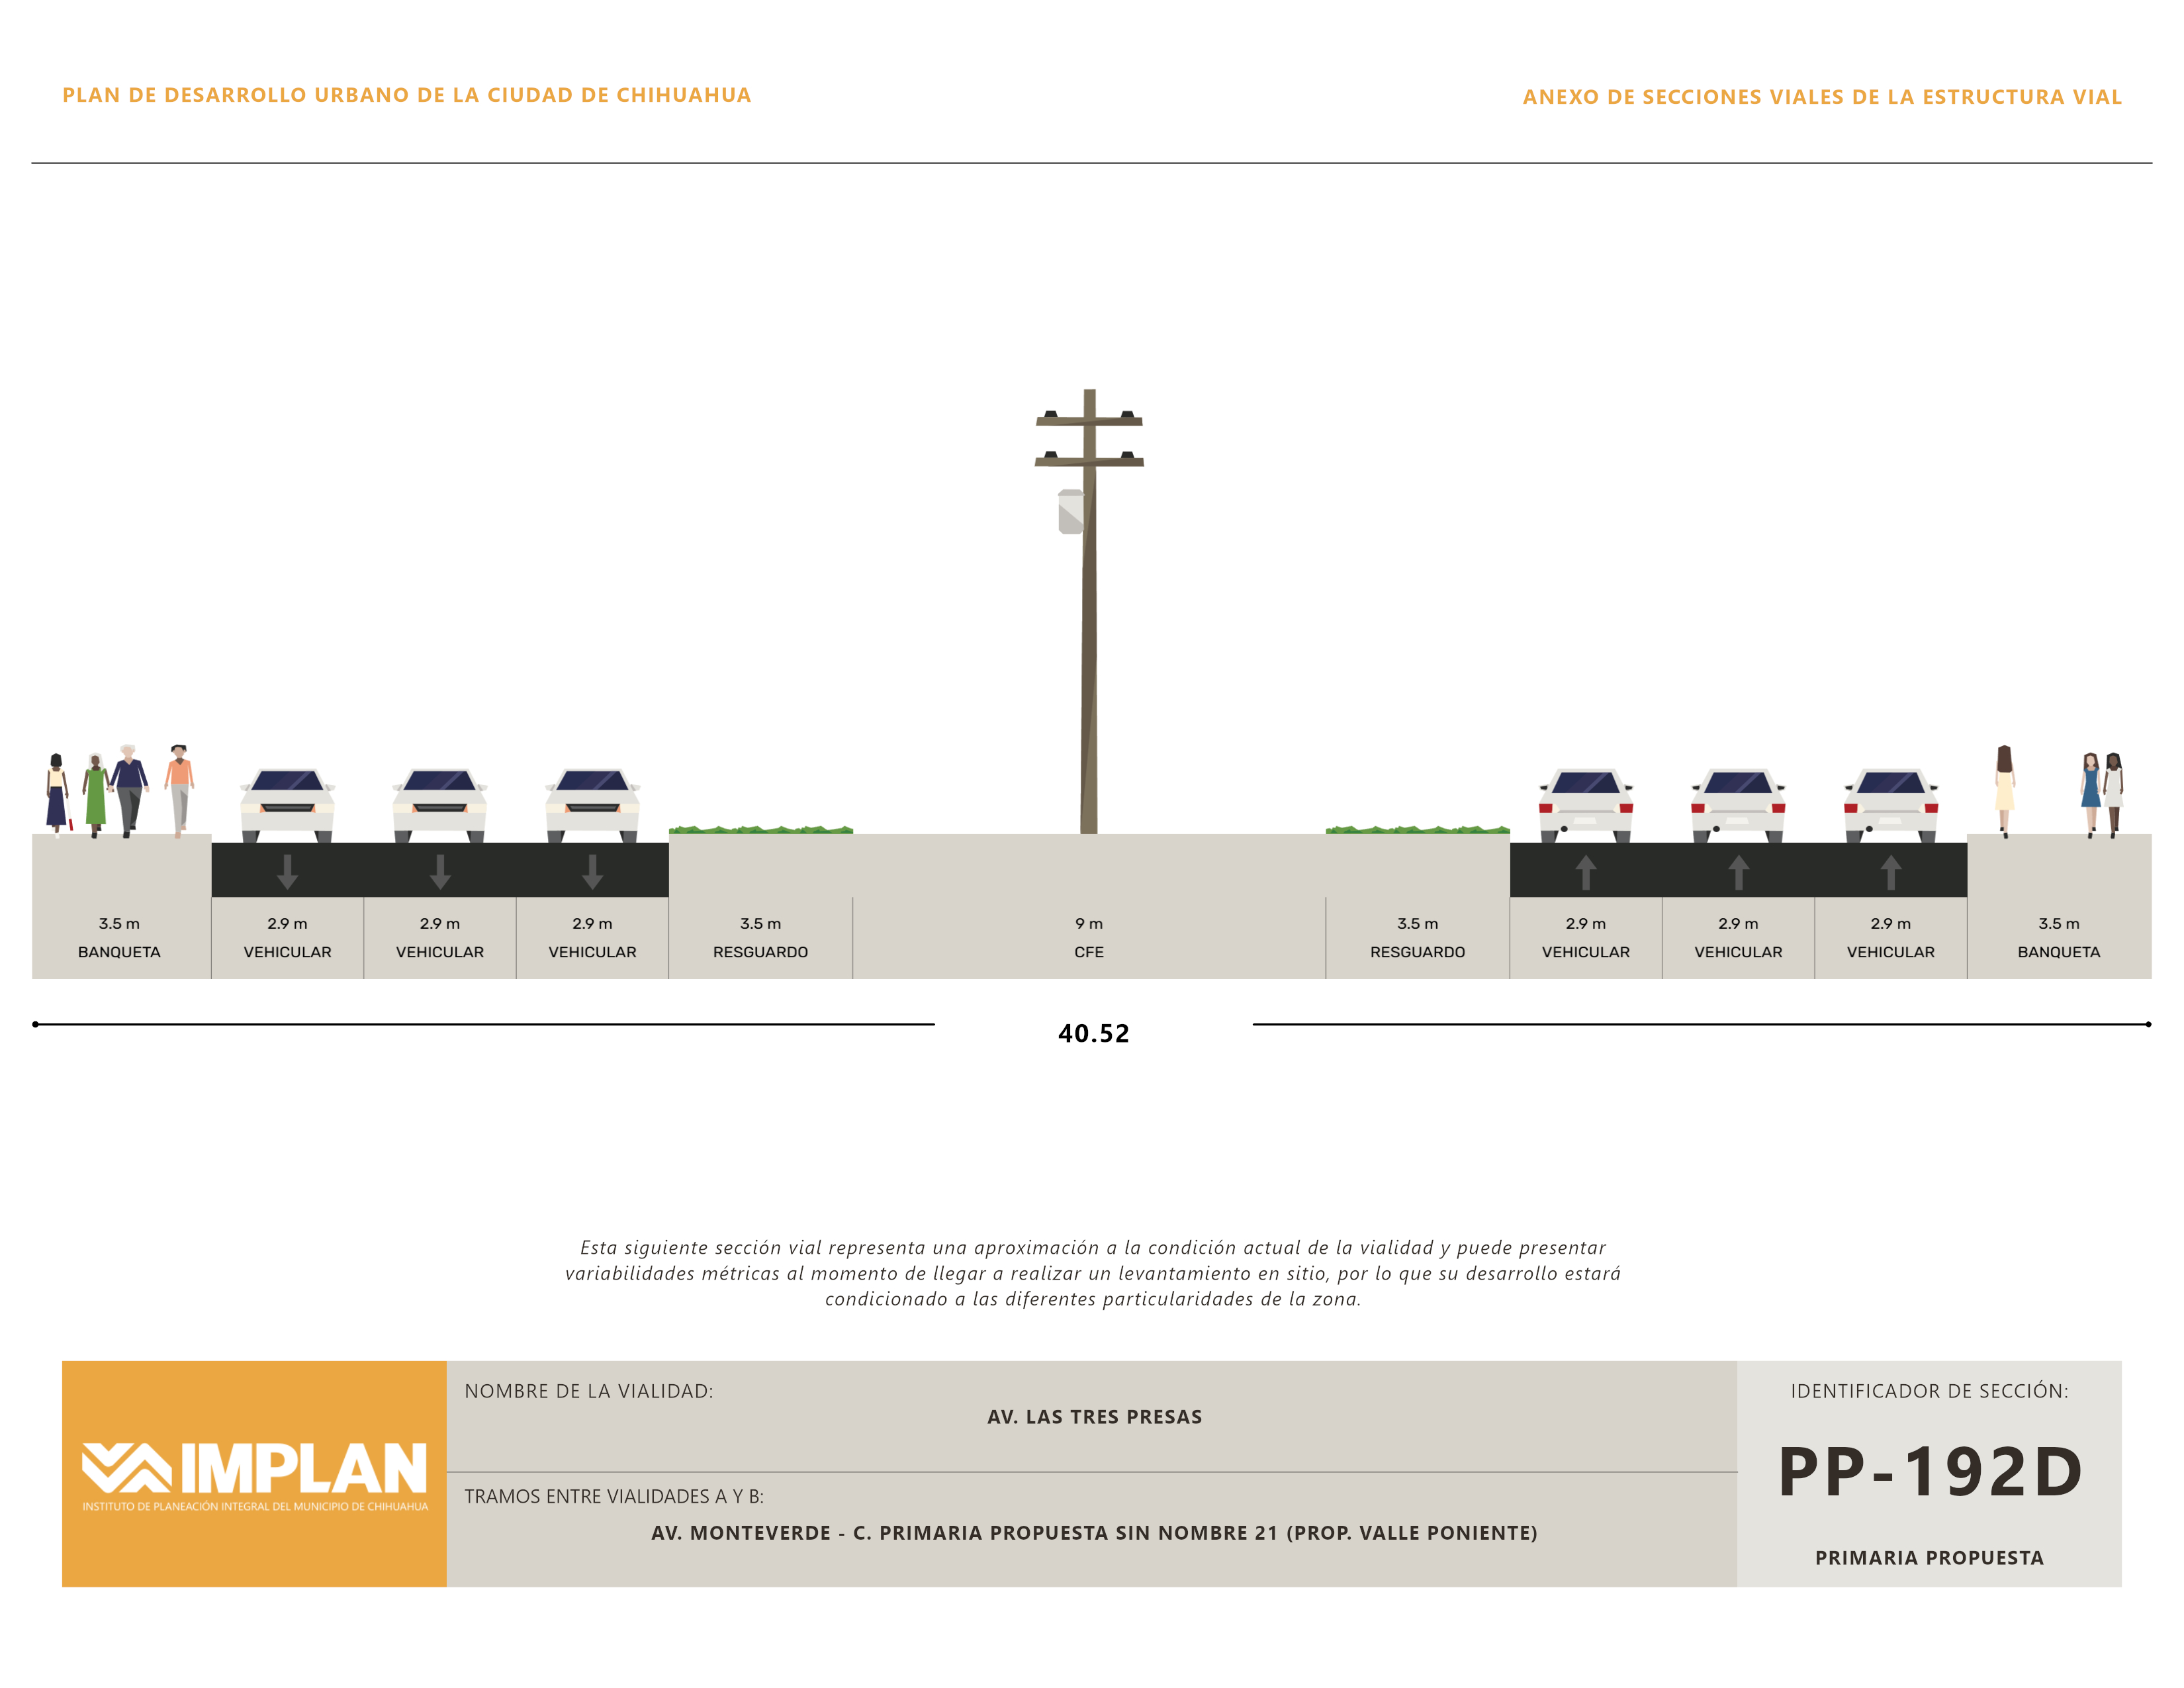 PLAN DE DESARROLLO URBANO DE LA CIUDAD DE CHIHUAHUA
ANEXO DE SECCIONES VIALES DE LA ESTRUCTURA VIAL
3.5 m 2.9 m 2.9 m 2.9 m 3.5 m 9 m 3.5 m 2.9 m 2.9 m 2.9 m 3.5 m
BANQUETA VEHICULAR VEHICULAR VEHICULAR RESGUARDO CFE RESGUARDO VEHICULAR VEHICULAR VEHICULAR BANQUETA
40.52
Esta siguiente sección vial representa una aproximación a la condición actual de la vialidad y puede presentar
variabilidades métricas al momento de llegar a realizar un levantamiento en sitio, por lo que su desarrollo estará
condicionado a las diferentes particularidades de la zona.
IMPLAN
INSTITUTO DE PLANEACIÓN INTEGRAL DEL MUNICIPIO DE CHIHUAHUA
NOMBRE DE LA VIALIDAD:
AV. LAS TRES PRESAS
TRAMOS ENTRE VIALIDADES A Y B:
AV. MONTEVERDE - C. PRIMARIA PROPUESTA SIN NOMBRE 21 (PROP. VALLE PONIENTE)
IDENTIFICADOR DE SECCIÓN:
PP-192D
PRIMARIA PROPUESTA